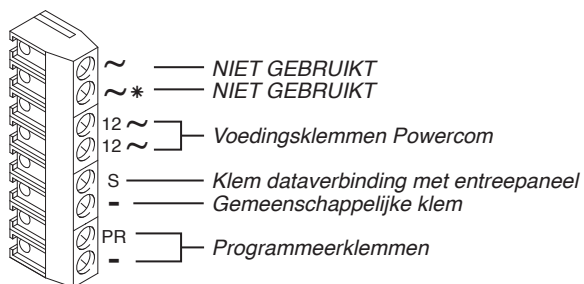 ~ NIET GEBRUIKT
~* NIET GEBRUIKT
12 ~
12 ~
Voedingsklemmen Powercom
S Klem dataverbinding met entreepaneel
- Gemeenschappelijke klem
PR
-
Programmeerklemmen